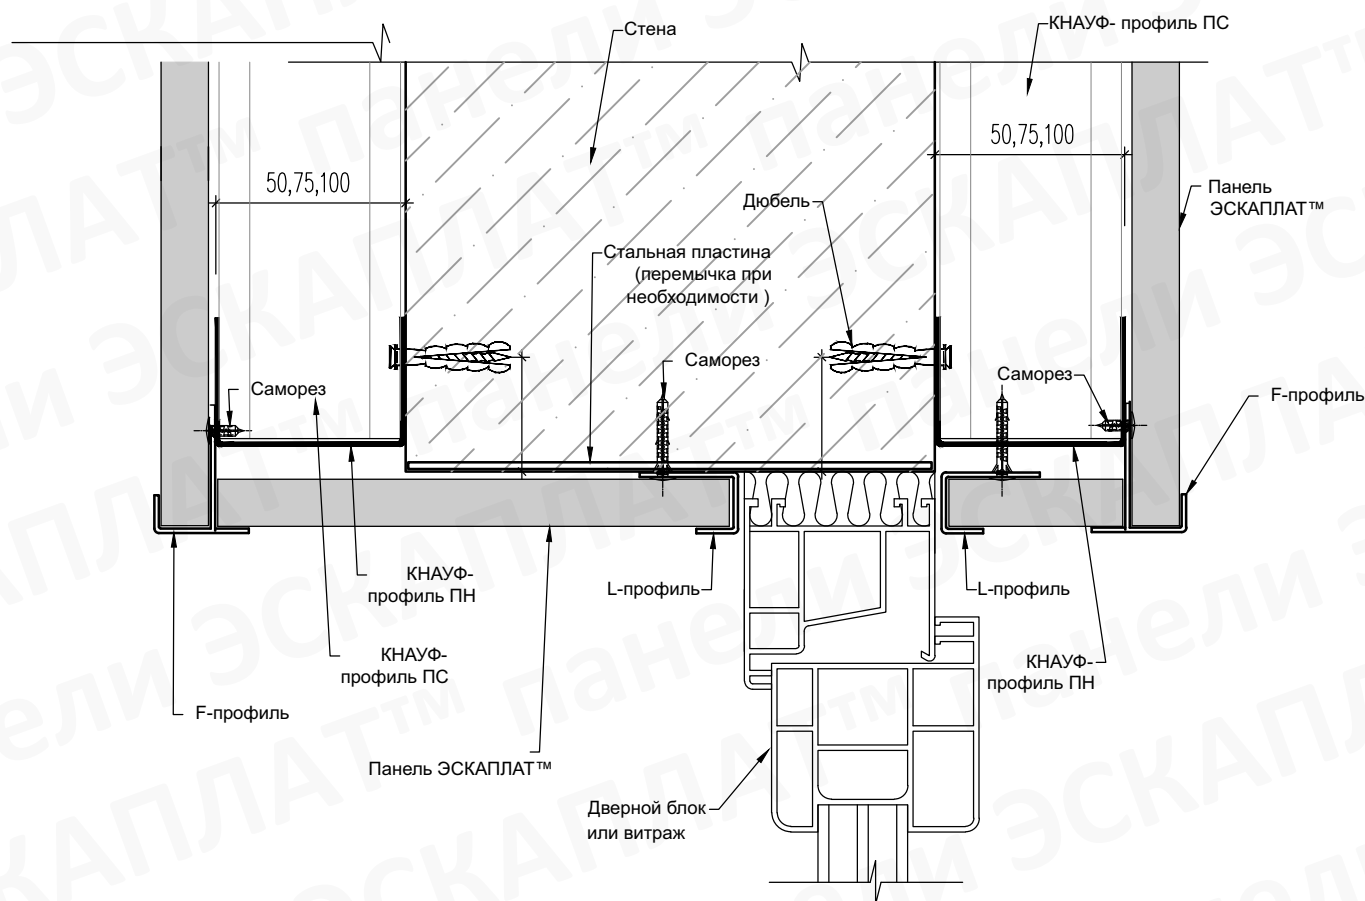 Стена
КНАУФ- профиль ПС
50,75,100
50,75,100
Дюбель
Панель
ЭСКАПЛАТ™
Стальная пластина
(перемычка при
необходимости )
Саморез
Саморез
Саморез
F-профиль
КНАУФ-
профиль ПН
L-профиль
L-профиль
КНАУФ-
профиль ПС
КНАУФ-
профиль ПН
F-профиль
Панель ЭСКАПЛАТ™
Дверной блок
или витраж
панели ЭСКАПЛАТ™